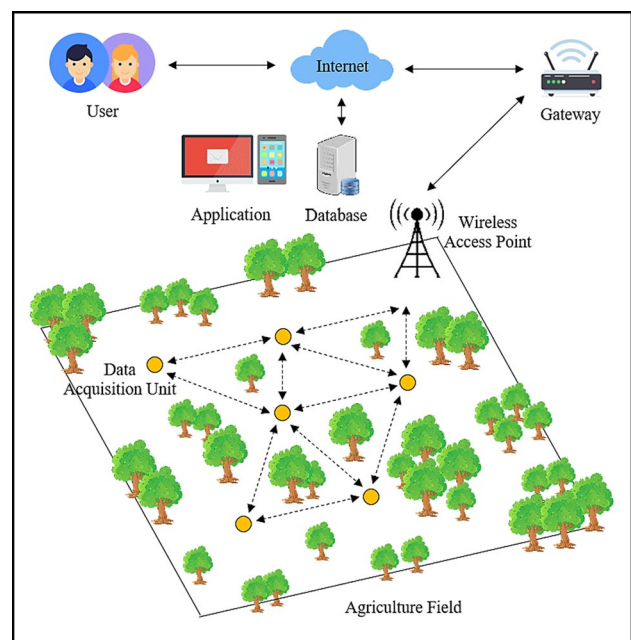 Internet
User
Gateway
Application
Database
Wireless
Access Point
Data
Acquisition Unit
Agriculture Field